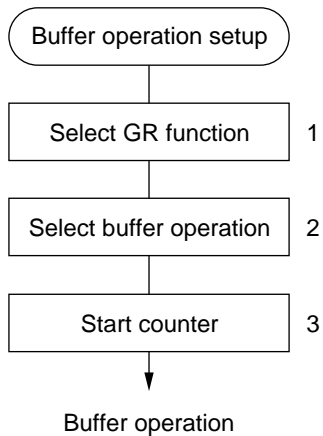 Buffer operation setup
Select GR function 1
Select buffer operation 2
Start counter 3
Buffer operation